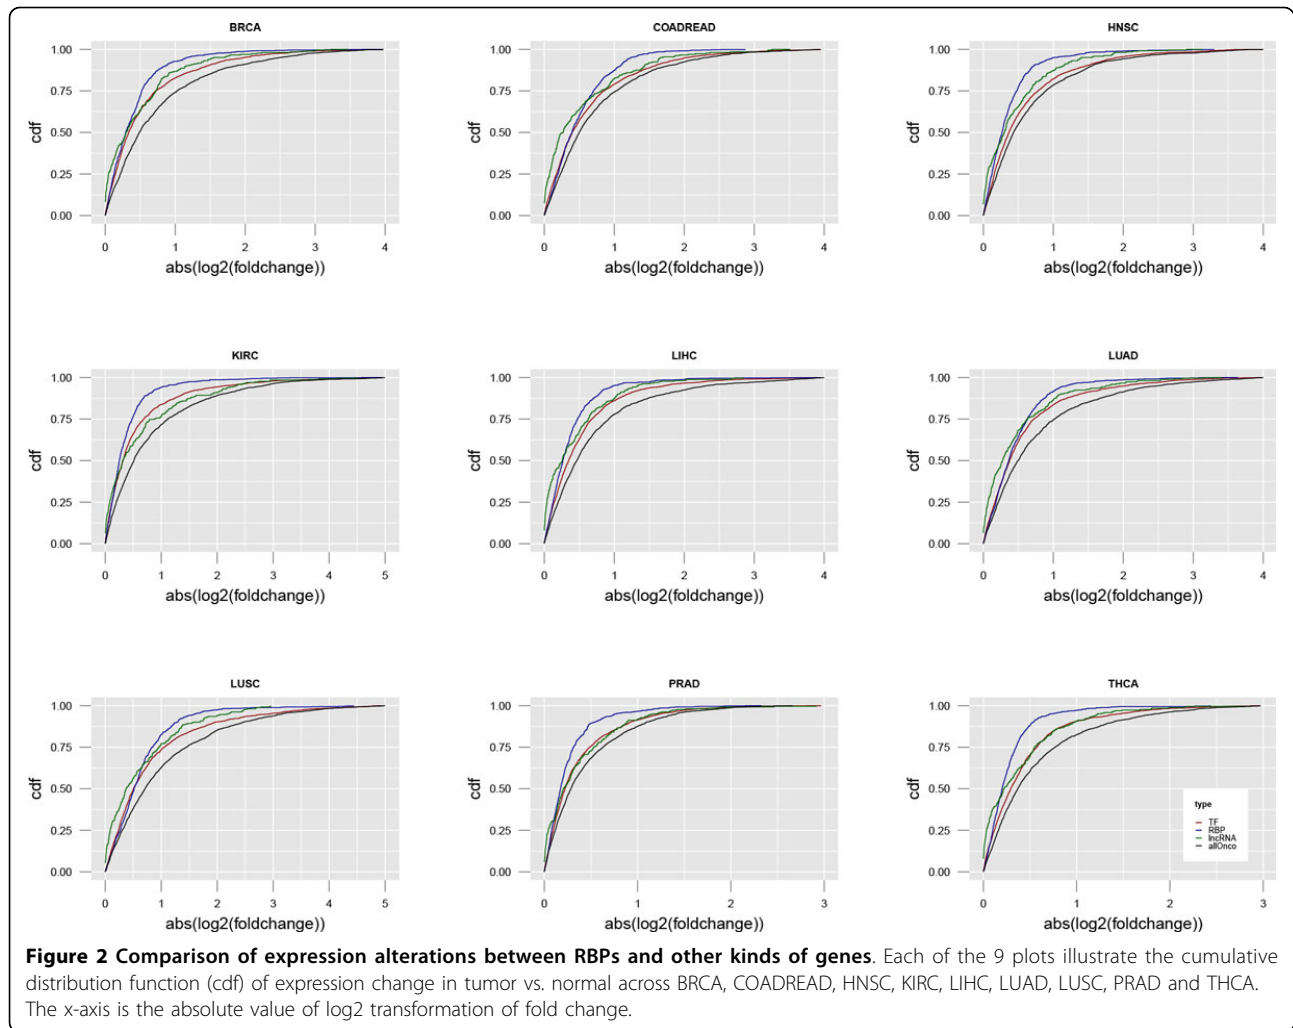 BRCA
1.00
0.75
0.50
0.25
0.00
cdf
0 1 2 3 4
abs(log2(foldchange))
COADREAD
1.00
0.75
0.50
0.25
0.00
cdf
0 1 2 3 4
abs(log2(foldchange))
HNSC
1.00
0.75
0.50
0.25
0.00
cdf
0 1 2 3 4
abs(log2(foldchange))
KIRC
1.00
0.75
0.50
0.25
0.00
cdf
0 1 2 3 4 5
abs(log2(foldchange))
LIHC
1.00
0.75
0.50
0.25
0.00
cdf
0 1 2 3 4
abs(log2(foldchange))
LUAD
1.00
0.75
0.50
0.25
0.00
cdf
0 1 2 3 4
abs(log2(foldchange))
LUSC
1.00
0.75
0.50
0.25
0.00
cdf
0 1 2 3 4 5
abs(log2(foldchange))
PRAD
1.00
0.75
0.50
0.25
0.00
cdf
0 1 2 3
abs(log2(foldchange))
THCA
1.00
0.75
0.50
0.25
0.00
cdf
0 1 2 3
abs(log2(foldchange))
type
TF
RBP
lncRNA
allOnco
Figure 2 Comparison of expression alterations between RBPs and other kinds of genes. Each of the 9 plots illustrate the cumulative
distribution function (cdf) of expression change in tumor vs. normal across BRCA, COADREAD, HNSC, KIRC, LIHC, LUAD, LUSC, PRAD and THCA.
The x-axis is the absolute value of log2 transformation of fold change.